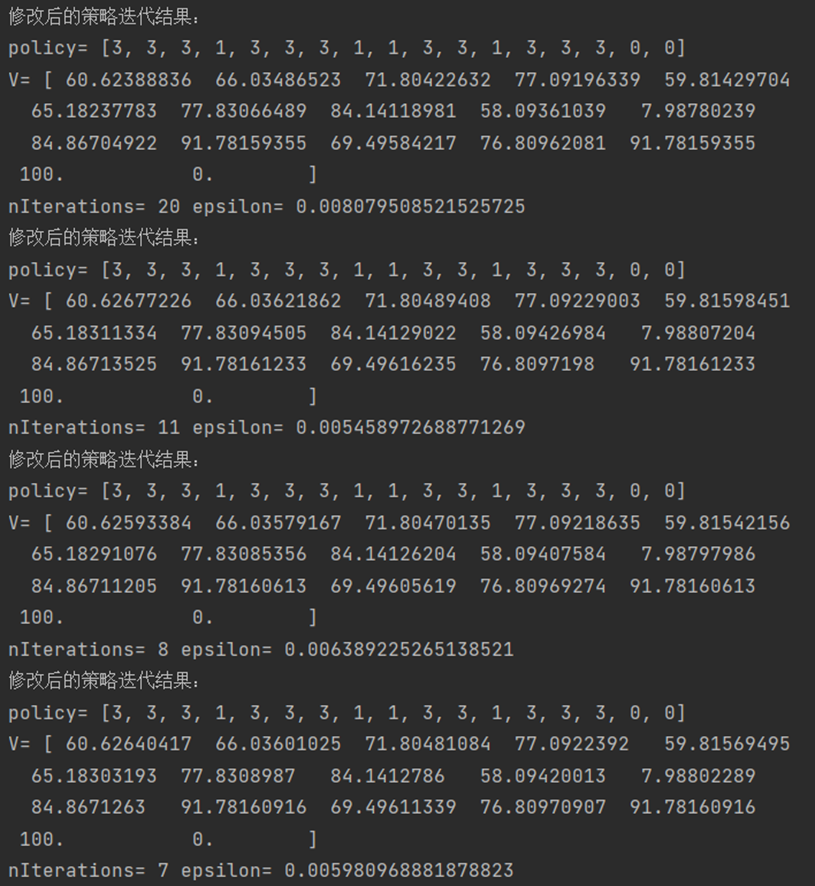 修改后的策略迭代结果：
policy= [3, 3, 3, 1, 3, 3, 3, 1, 1, 3, 3, 1, 3, 3, 3, 0, 0]
V= [ 60.62388836  66.03486523  71.80422632  77.09196339  59.81429704
  65.18237783  77.83066489  84.14118981  58.09361039   7.98780239
  84.86704922  91.78159355  69.49584217  76.80962081  91.78159355
 100.           0.        ]
nIterations= 20 epsilon= 0.008079508521525725
修改后的策略迭代结果：
policy= [3, 3, 3, 1, 3, 3, 3, 1, 1, 3, 3, 1, 3, 3, 3, 0, 0]
V= [ 60.62677226  66.03621862  71.80489408  77.09229003  59.81598451
  65.18311334  77.83094505  84.14129022  58.09426984   7.98807204
  84.86713525  91.78161233  69.49616235  76.8097198   91.78161233
 100.           0.        ]
nIterations= 11 epsilon= 0.005458972688771269
修改后的策略迭代结果：
policy= [3, 3, 3, 1, 3, 3, 3, 1, 1, 3, 3, 1, 3, 3, 3, 0, 0]
V= [ 60.62593384  66.03579167  71.80470135  77.09218635  59.81542156
  65.18291076  77.83085356  84.14126204  58.09407584   7.98797986
  84.86711205  91.78160613  69.49605619  76.80969274  91.78160613
 100.           0.        ]
nIterations= 8 epsilon= 0.0063892265138521
修改后的策略迭代结果：
policy= [3, 3, 3, 1, 3, 3, 3, 1, 1, 3, 3, 1, 3, 3, 3, 0, 0]
V= [ 60.62640417  66.03601025  71.80481084  77.0922392   59.81569495
  65.18303193  77.8308987   84.1412786   58.09420013   7.98802289
  84.8671263   91.78160916  69.49611339  76.80970907  91.78160916
 100.           0.        ]
nIterations= 7 epsilon= 0.005980968881878823